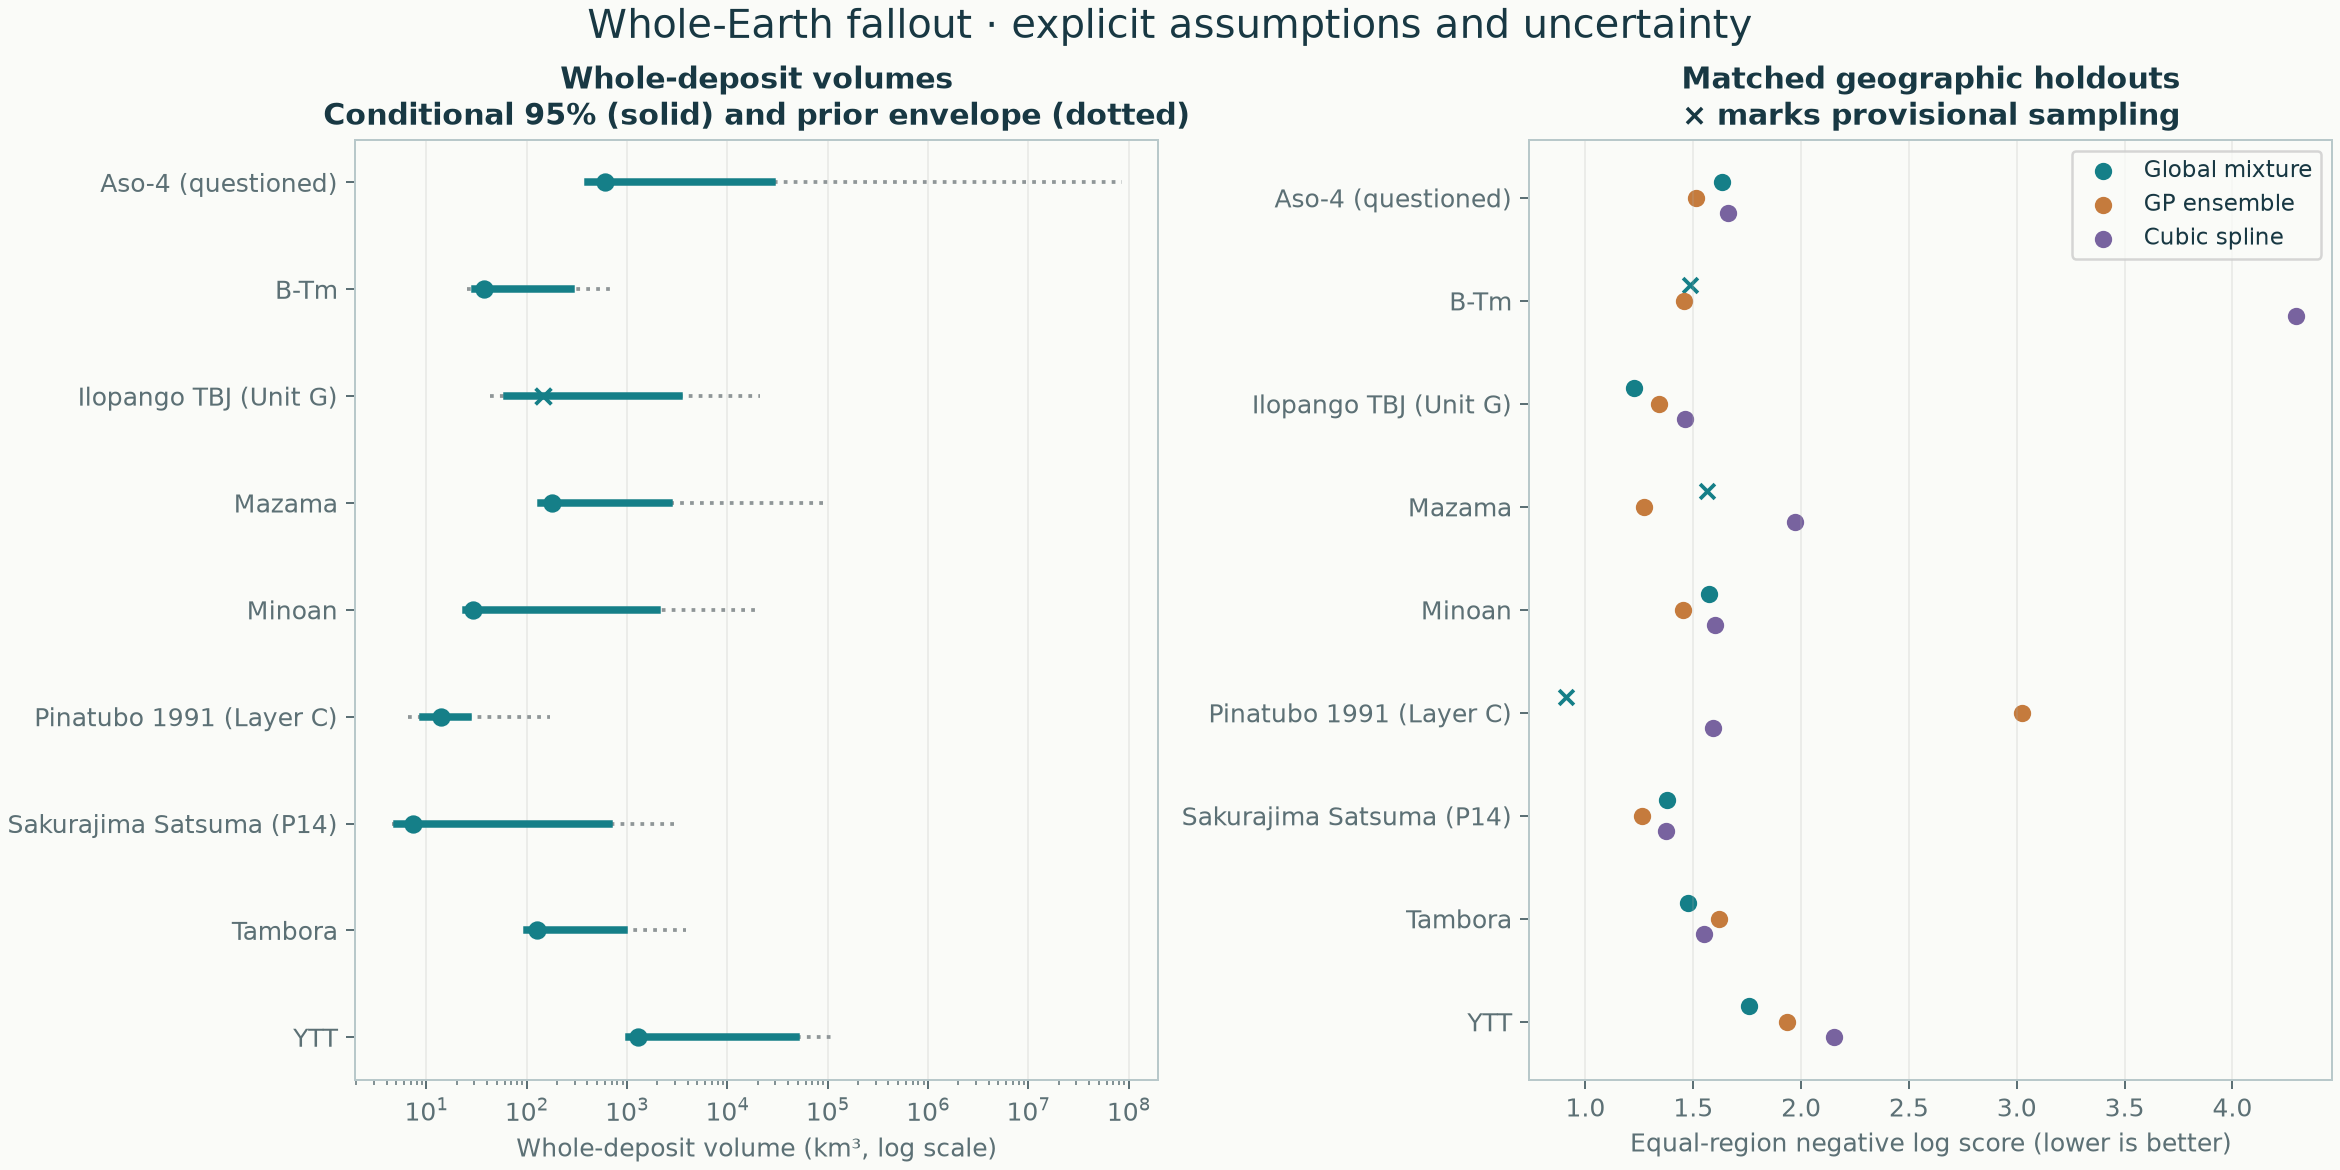 Whole-Earth fallout · explicit assumptions and uncertainty
Whole-deposit volumes
Conditional 95% (solid) and prior envelope (dotted)
Aso-4 (questioned)
B-Tm
Ilopango TBJ (Unit G)
Mazama
Minoan
Pinatubo 1991 (Layer C)
Sakurajima Satsuma (P14)
Tambora
YTT
10¹ 10² 10³ 10⁴ 10⁵ 10⁶ 10⁷ 10⁸
Whole-deposit volume (km³, log scale)
Matched geographic holdouts
× marks provisional sampling
Global mixture
GP ensemble
Cubic spline
Aso-4 (questioned)
B-Tm
Ilopango TBJ (Unit G)
Mazama
Minoan
Pinatubo 1991 (Layer C)
Sakurajima Satsuma (P14)
Tambora
YTT
1.0 1.5 2.0 2.5 3.0 3.5 4.0
Equal-region negative log score (lower is better)